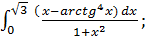 ∫₀^√3 (x−arctg⁴x) dx / 1+x² ;